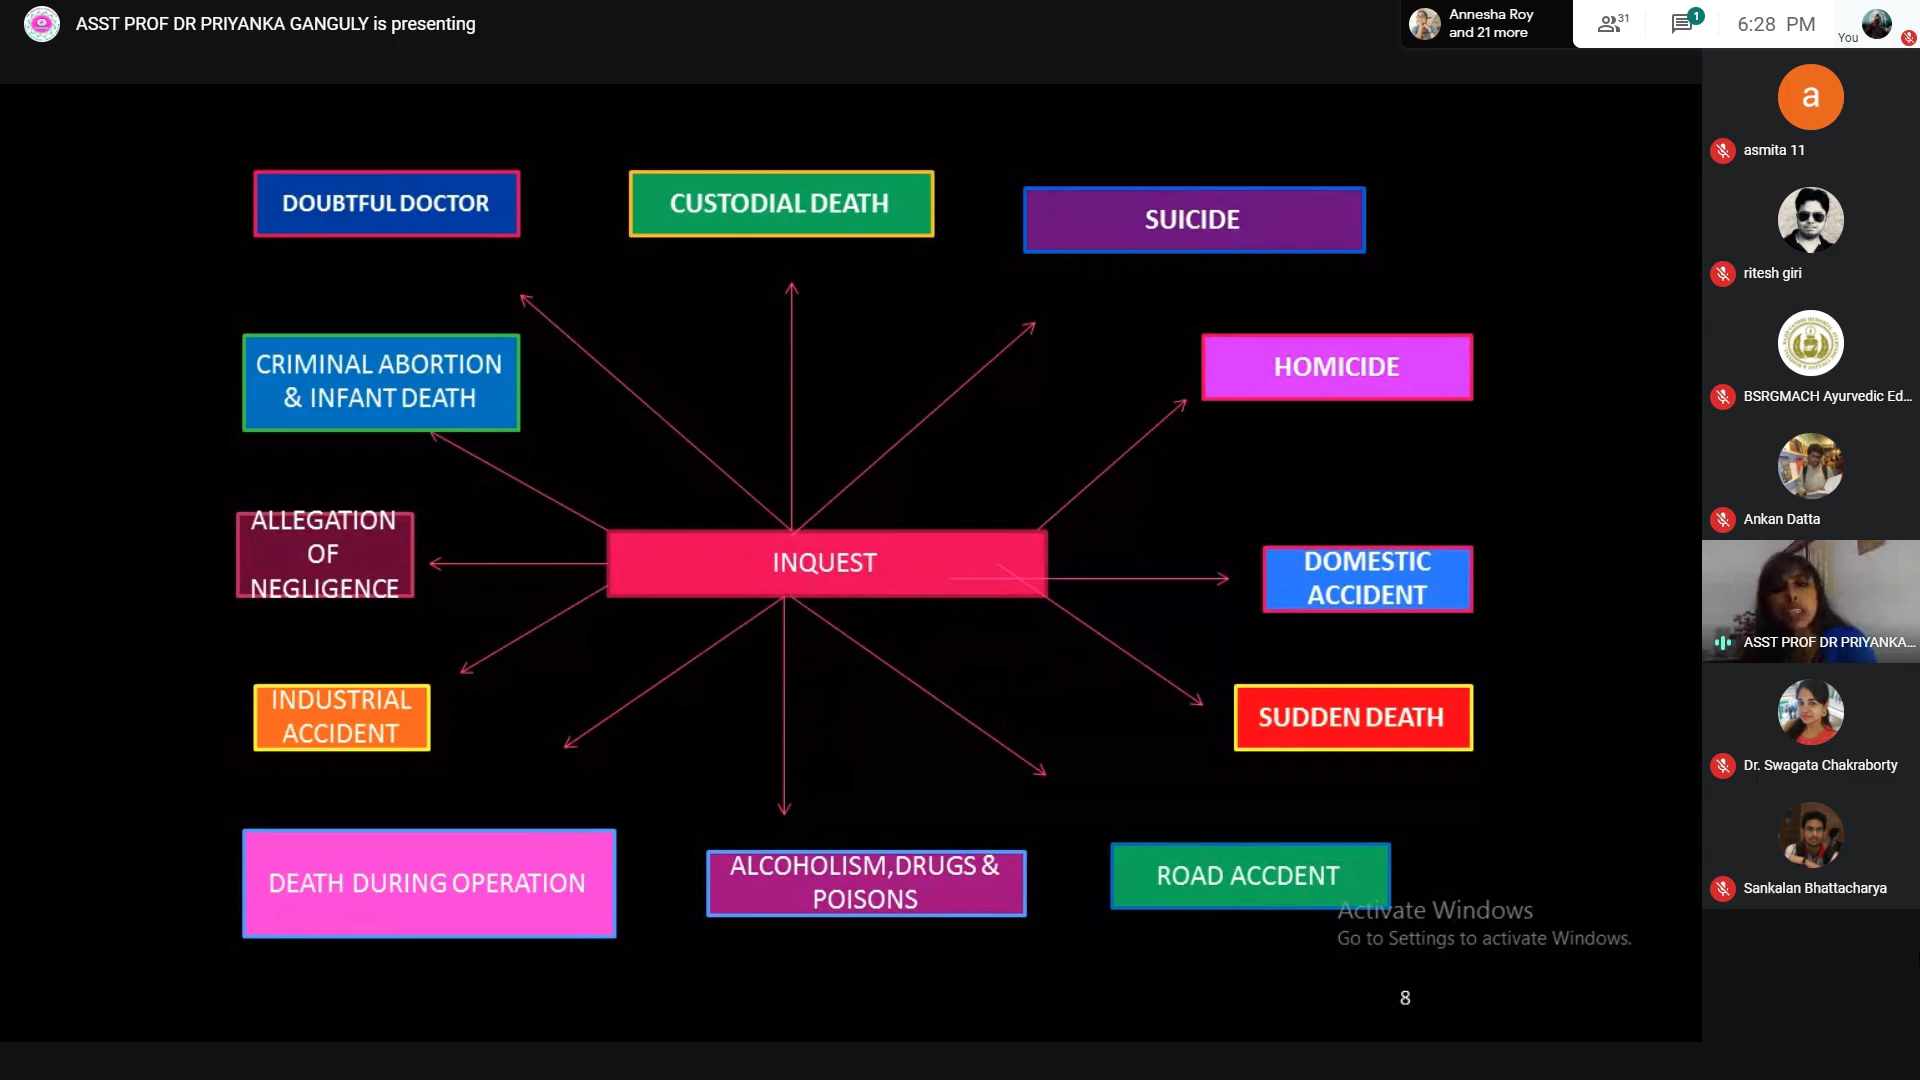 ASST PROF DR PRIYANKA GANGULY is presenting
Annesha Roy
and 21 more
31
1
6:28 PM
You
DOUBTFUL DOCTOR
CUSTODIAL DEATH
SUICIDE
CRIMINAL ABORTION
& INFANT DEATH
HOMICIDE
ALLEGATION
OF
NEGLIGENCE
INQUEST
DOMESTIC
ACCIDENT
INDUSTRIAL
ACCIDENT
SUDDEN DEATH
DEATH DURING OPERATION
ALCOHOLISM,DRUGS &
POISONS
ROAD ACCDENT
Activate Windows
Go to Settings to activate Windows.
8
a
asmita 11
ritesh giri
BSRGMACH Ayurvedic Ed...
Ankan Datta
ASST PROF DR PRIYANKA...
Dr. Swagata Chakraborty
Sankalan Bhattacharya